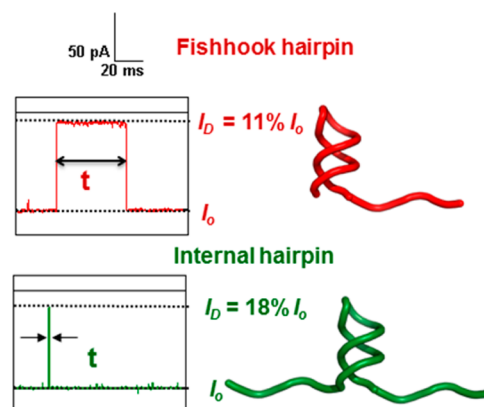 50 pA
20 ms
Fishhook hairpin
I_D = 11% I_o
t
I_o
Internal hairpin
I_D = 18% I_o
t
I_o